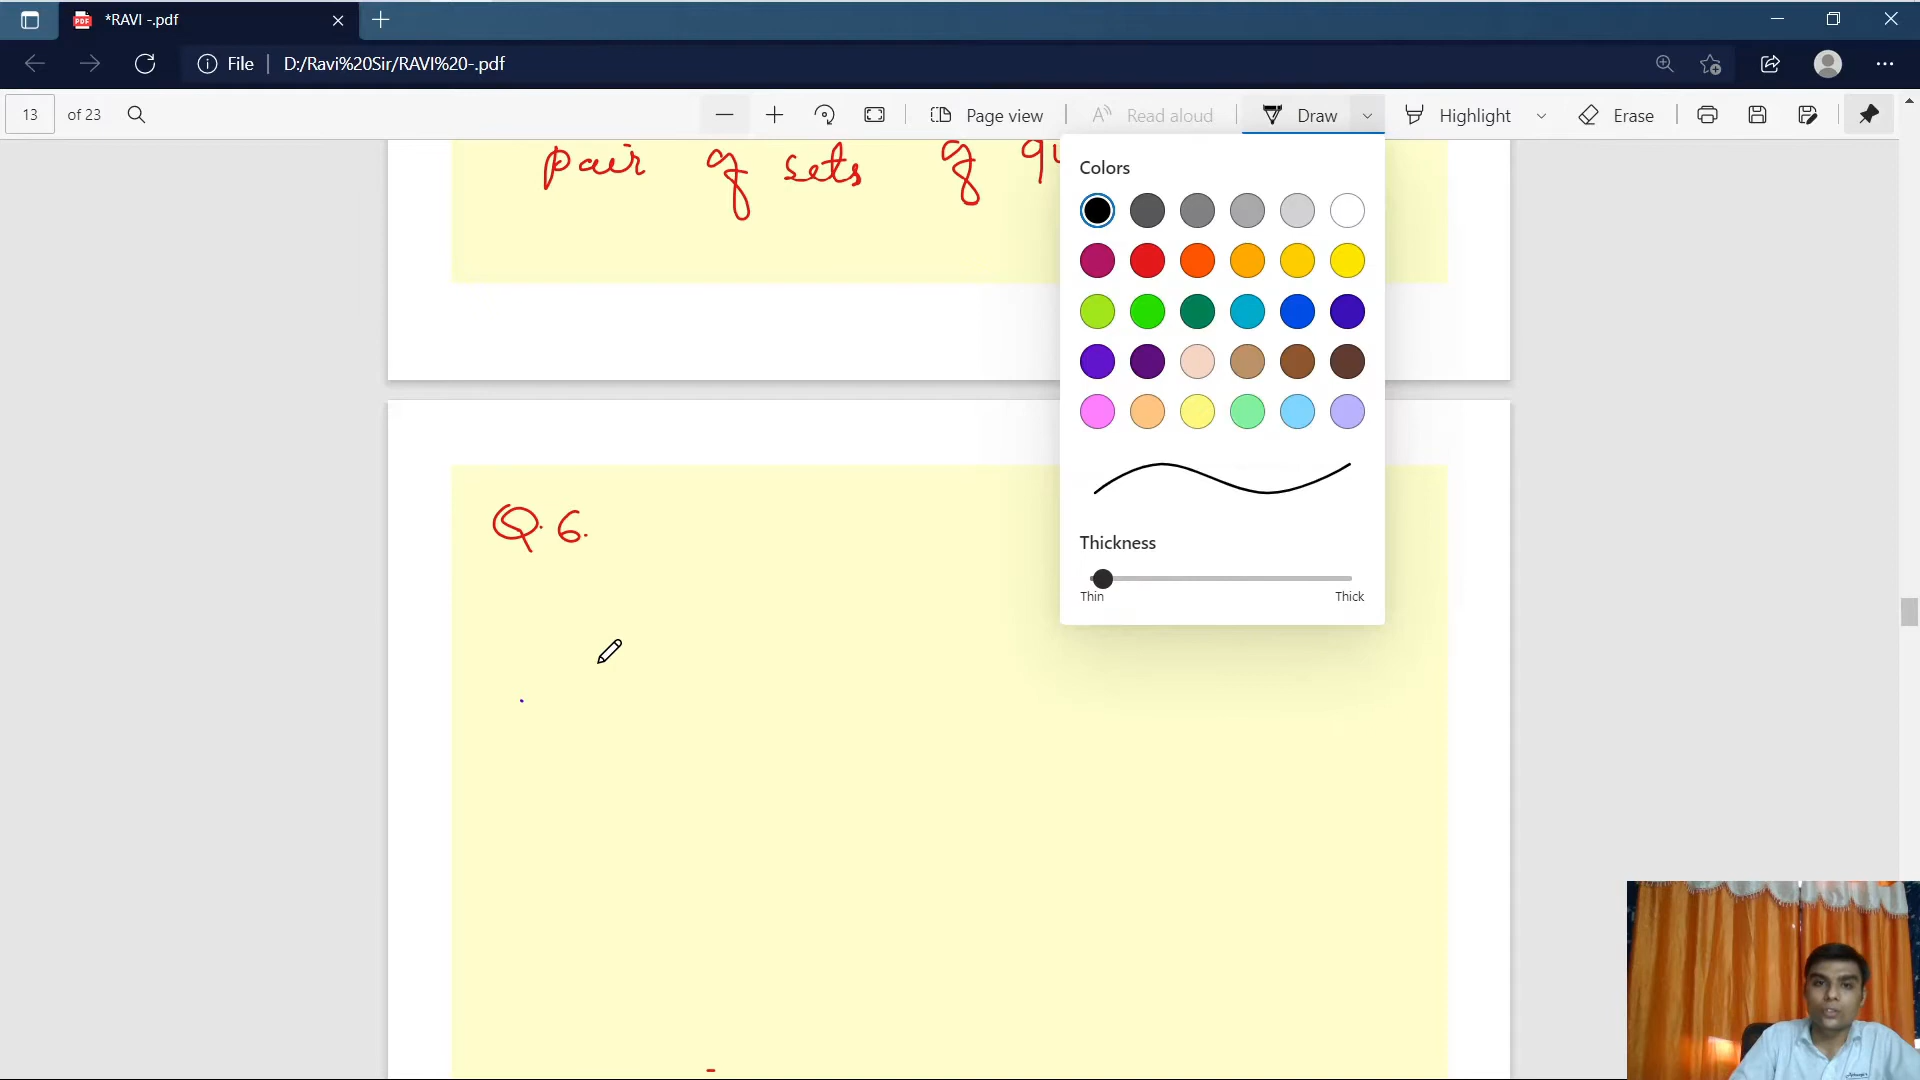 *RAVI -.pdf
File D:/Ravi%20Sir/RAVI%20-.pdf
13 of 23 Page view Read aloud Draw Highlight Erase
pair of sets of
Colors
Q.6.
Thickness
Thin Thick